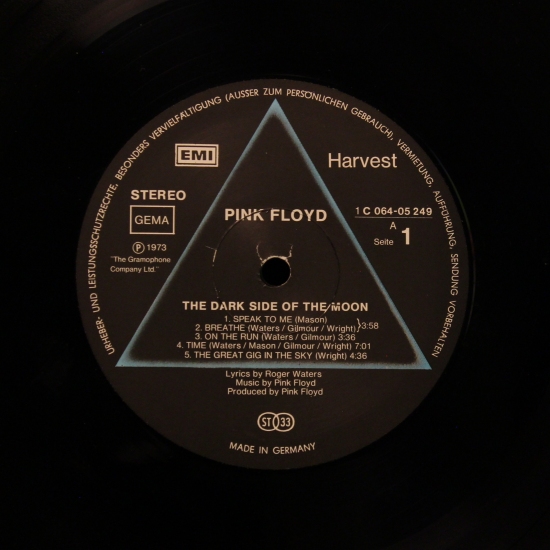 URHEBER- UND LEISTUNGSSCHUTZRECHTE, BESONDERS VERVIELFÄLTIGUNG (AUSSER ZUM PERSÖNLICHEN GEBRAUCH), VERMIETUNG, AUFFÜHRUNG, SENDUNG VORBEHALTEN
EMI
Harvest
STEREO
GEMA
PINK FLOYD
1 C 064-05 249
A
Seite 1
P 1973
"The Gramophone
Company Ltd."
THE DARK SIDE OF THE MOON
1. SPEAK TO ME (Mason)
2. BREATHE (Waters / Gilmour / Wright) }3:58
3. ON THE RUN (Waters / Gilmour) 3:36
4. TIME (Waters / Mason / Gilmour / Wright) 7:01
5. THE GREAT GIG IN THE SKY (Wright) 4:36
Lyrics by Roger Waters
Music by Pink Floyd
Produced by Pink Floyd
ST 33
MADE IN GERMANY